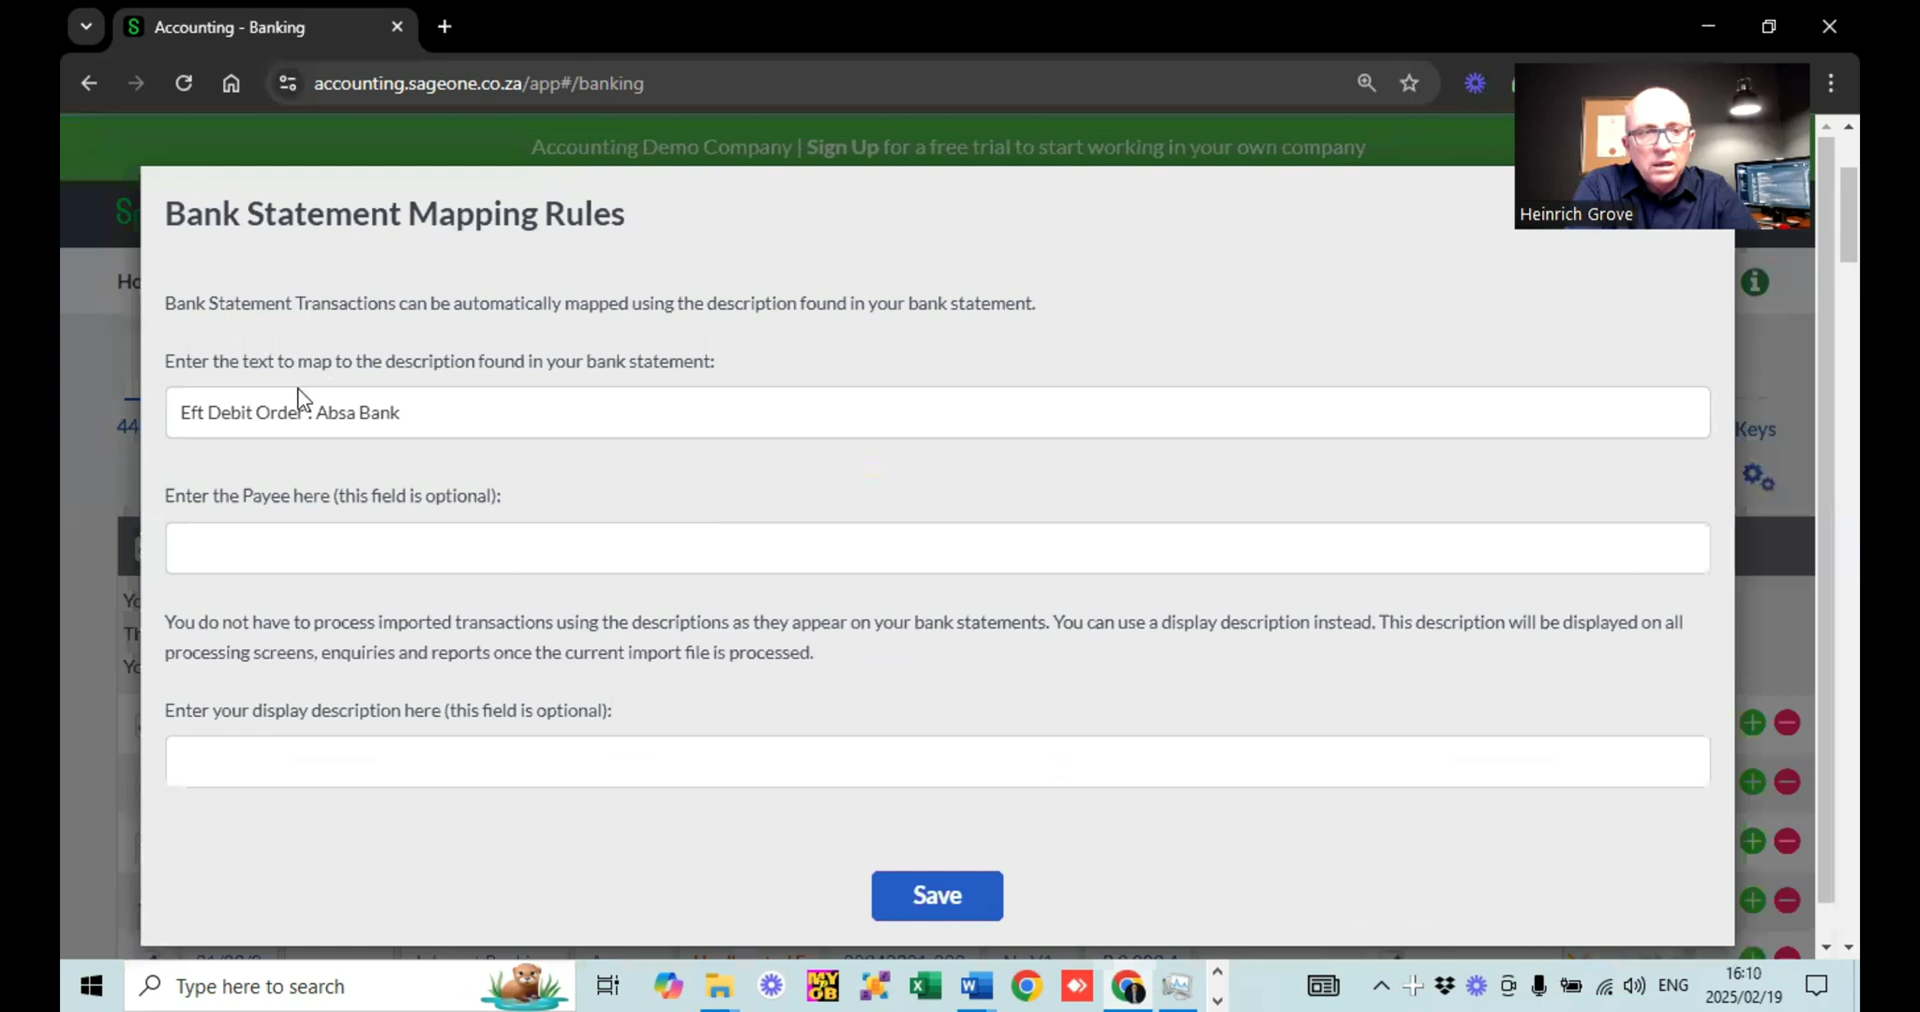 Accounting - Banking
accounting.sageone.co.za/app#/banking
Accounting Demo Company | Sign Up for a free trial to start working in your own company
Heinrich Grove
Bank Statement Mapping Rules
Bank Statement Transactions can be automatically mapped using the description found in your bank statement.
Enter the text to map to the description found in your bank statement:
Eft Debit Order : Absa Bank
44
Keys
Enter the Payee here (this field is optional):
You do not have to process imported transactions using the descriptions as they appear on your bank statements. You can use a display description instead. This description will be displayed on all
processing screens, enquiries and reports once the current import file is processed.
Enter your display description here (this field is optional):
Save
Type here to search
MYOB
ENG
16:10
2025/02/19